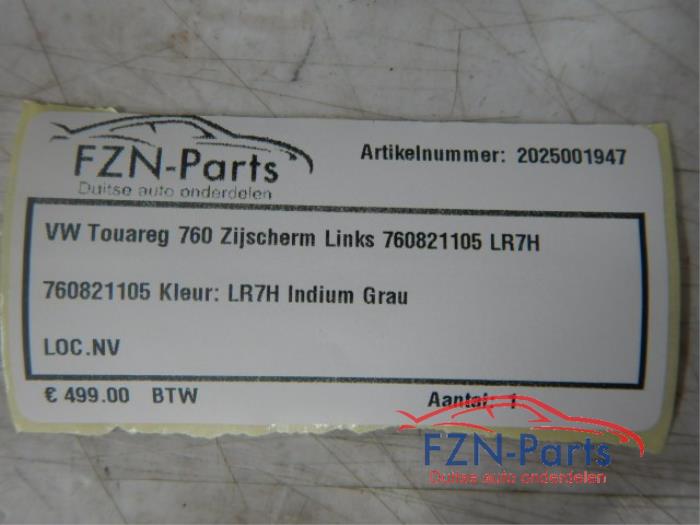 FZN-Parts
Duitse auto onderdelen
Artikelnummer: 2025001947
VW Touareg 760 Zijscherm Links 760821105 LR7H
760821105 Kleur: LR7H Indium Grau
LOC.NV
€ 499.00 BTW
Aantal: 1
FZN-Parts
Duitse auto onderdelen